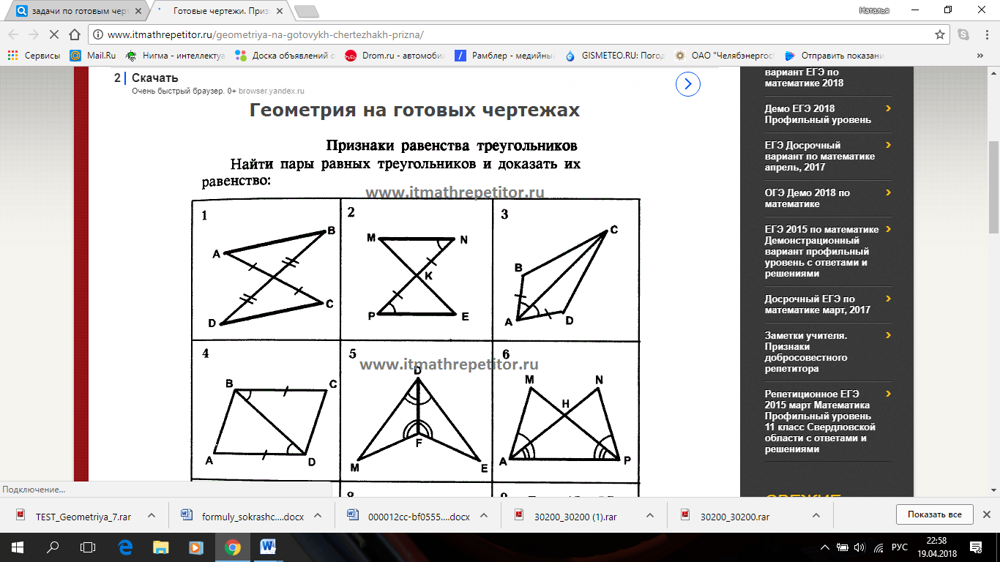 задачи по готовым черт
Готовые чертежи. Призн
Наталья
www.itmathrepetitor.ru/geometriya-na-gotovykh-chertezhakh-prizna/
Сервисы
Mail.Ru
Нигма - интеллектуа
Доска объявлений о
Drom.ru - автомобил
Рамблер - медийный
GISMETEO.RU: Погод
ОАО "Челябэнергос
Отправить показани
»
2 Скачать
Очень быстрый браузер. 0+ browser.yandex.ru
Геометрия на готовых чертежах
Признаки равенства треугольников
Найти пары равных треугольников и доказать их
равенство:
www.itmathrepetitor.ru
1
A
B
C
D
2
M
N
K
P
E
3
C
B
A
D
4
B
C
A
D
www.itmathrepetitor.ru
5
D
F
M
E
6
M
N
H
A
P
вариант ЕГЭ по
математике 2018
Демо ЕГЭ 2018
Профильный уровень
ЕГЭ Досрочный
вариант по математике
апрель, 2017
ОГЭ Демо 2018 по
математике
ЕГЭ 2015 по математике
Демонстрационный
вариант профильный
уровень с ответами и
решениями
Досрочный ЕГЭ по
математике март, 2017
Заметки учителя.
Признаки
добросовестного
репетитора
Репетиционное ЕГЭ
2015 март Математика
Профильный уровень
11 класс Свердловской
области с ответами и
решениями
СВЕЖИЕ
Подключение...
TEST_Geometriya_7.rar
formuly_sokrashc....docx
000012cc-bf0555....docx
30200_30200 (1).rar
30200_30200.rar
Показать все
РУС
22:58
19.04.2018